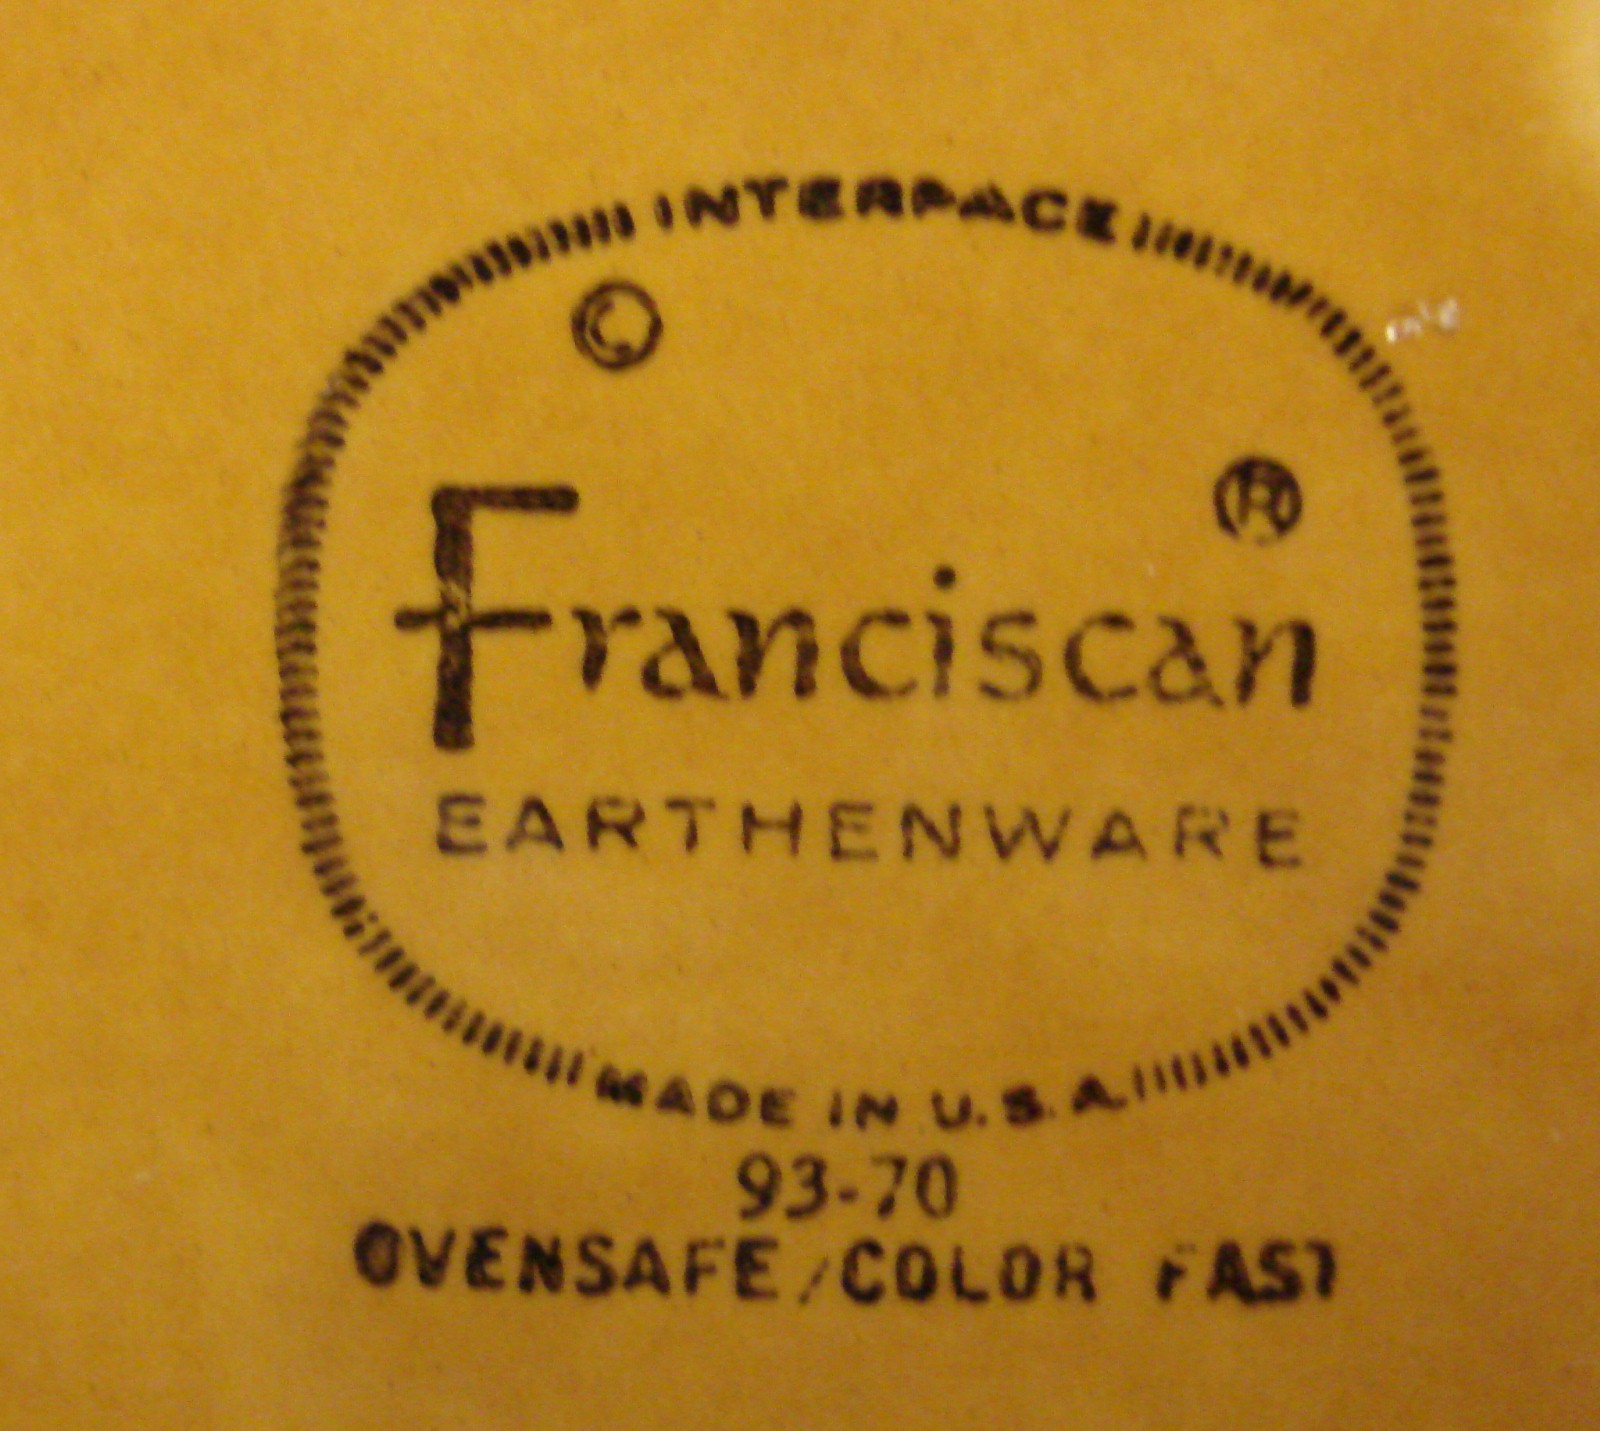 INTERPACE
©
®
Franciscan
EARTHENWARE
MADE IN U.S.A.
93-70
OVENSAFE/COLOR FAST